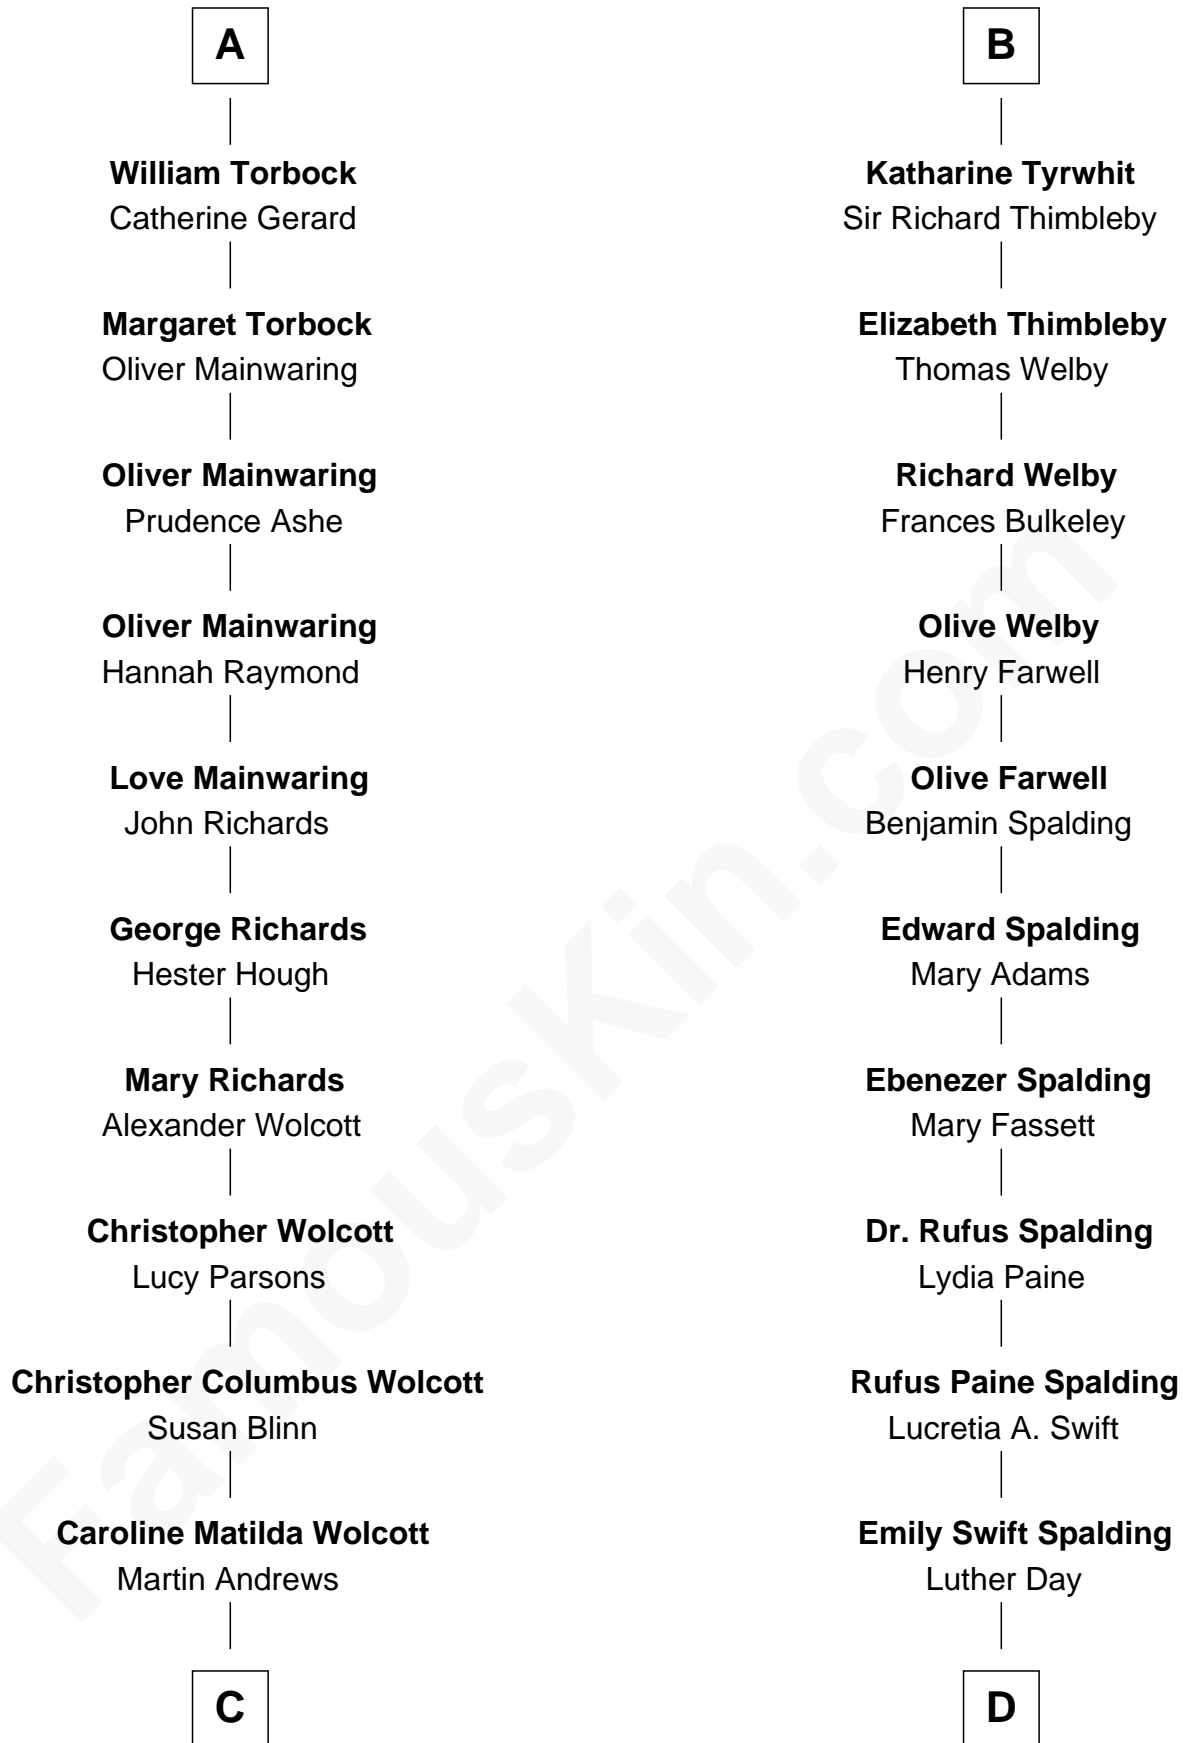 A
William Torbock
Catherine Gerard
Margaret Torbock
Oliver Mainwaring
Oliver Mainwaring
Prudence Ashe
Oliver Mainwaring
Hannah Raymond
Love Mainwaring
John Richards
George Richards
Hester Hough
Mary Richards
Alexander Wolcott
Christopher Wolcott
Lucy Parsons
Christopher Columbus Wolcott
Susan Blinn
Caroline Matilda Wolcott
Martin Andrews
C
B
Katharine Tyrwhit
Sir Richard Thimbleby
Elizabeth Thimbleby
Thomas Welby
Richard Welby
Frances Bulkeley
Olive Welby
Henry Farwell
Olive Farwell
Benjamin Spalding
Edward Spalding
Mary Adams
Ebenezer Spalding
Mary Fassett
Dr. Rufus Spalding
Lydia Paine
Rufus Paine Spalding
Lucretia A. Swift
Emily Swift Spalding
Luther Day
D
FamousKin.com